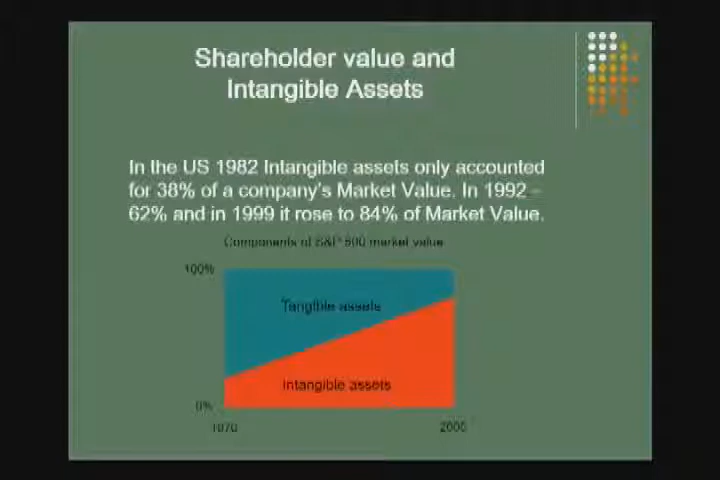 Shareholder value and
Intangible Assets
In the US 1982 Intangible assets only accounted
for 38% of a company's Market Value. In 1992 -
62% and in 1999 it rose to 84% of Market Value.
Components of S&P 500 market value
100%
Tangible assets
Intangible assets
0%
1970
2000